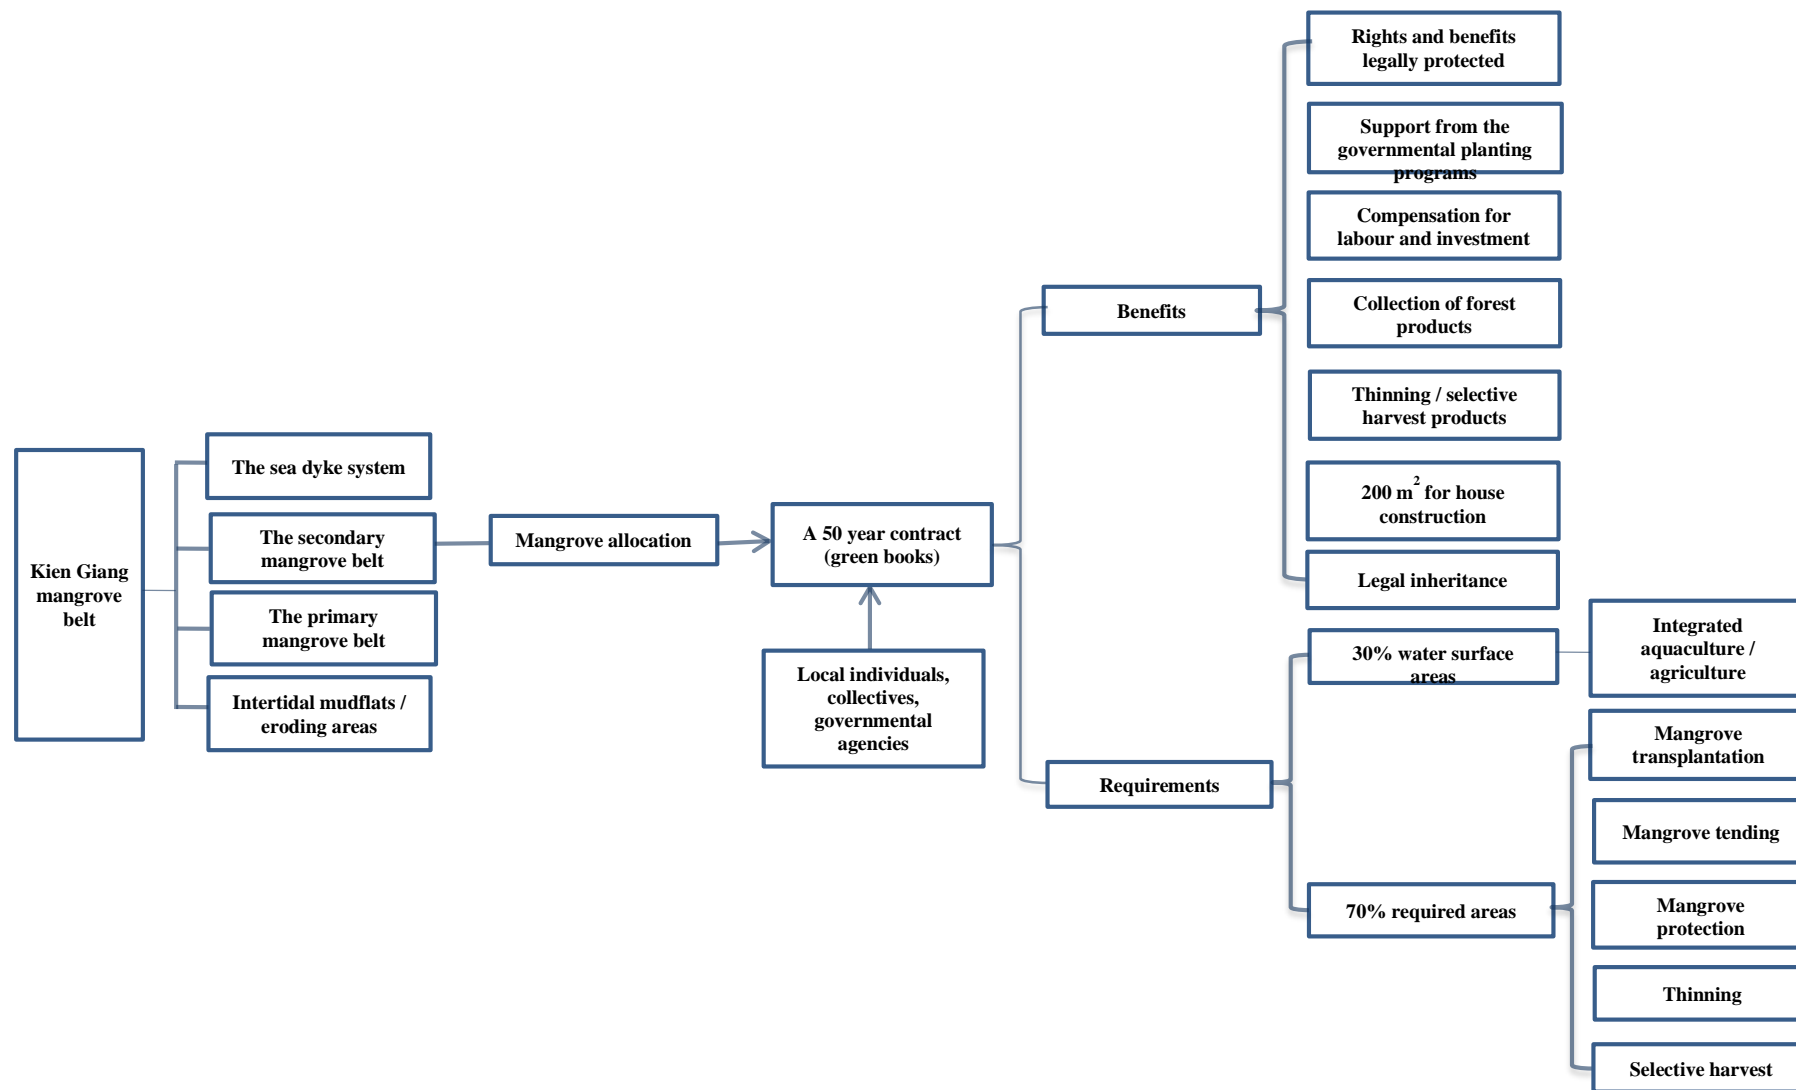 Kien Giang
mangrove
belt
The sea dyke system
The secondary
mangrove belt
The primary
mangrove belt
Intertidal mudflats /
eroding areas
Mangrove allocation
A 50 year contract
(green books)
Local individuals,
collectives,
governmental
agencies
Benefits
Requirements
Rights and benefits
legally protected
Support from the
governmental planting
programs
Compensation for
labour and investment
Collection of forest
products
Thinning / selective
harvest products
200 m² for house
construction
Legal inheritance
30% water surface
areas
70% required areas
Integrated
aquaculture /
agriculture
Mangrove
transplantation
Mangrove tending
Mangrove
protection
Thinning
Selective harvest